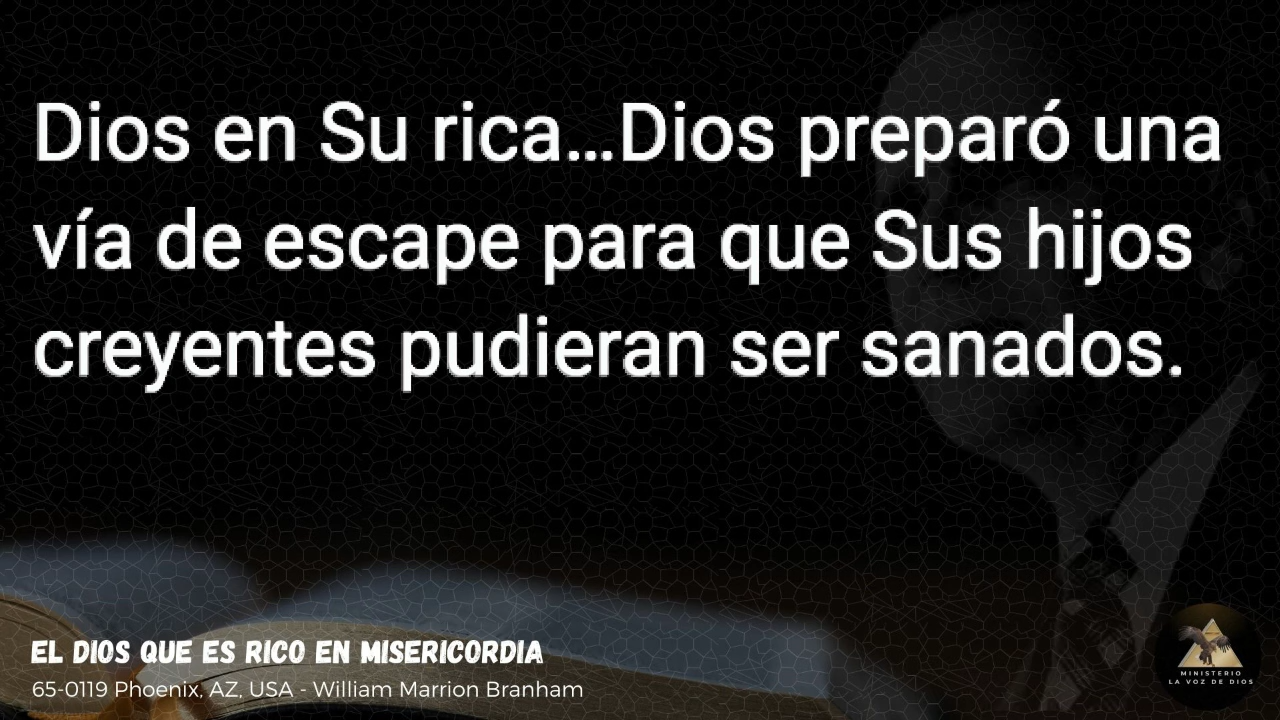 Dios en Su rica...Dios preparó una
vía de escape para que Sus hijos
creyentes pudieran ser sanados.
EL DIOS QUE ES RICO EN MISERICORDIA
65-0119 Phoenix, AZ, USA - William Marrion Branham
MINISTERIO
LA VOZ DE DIOS